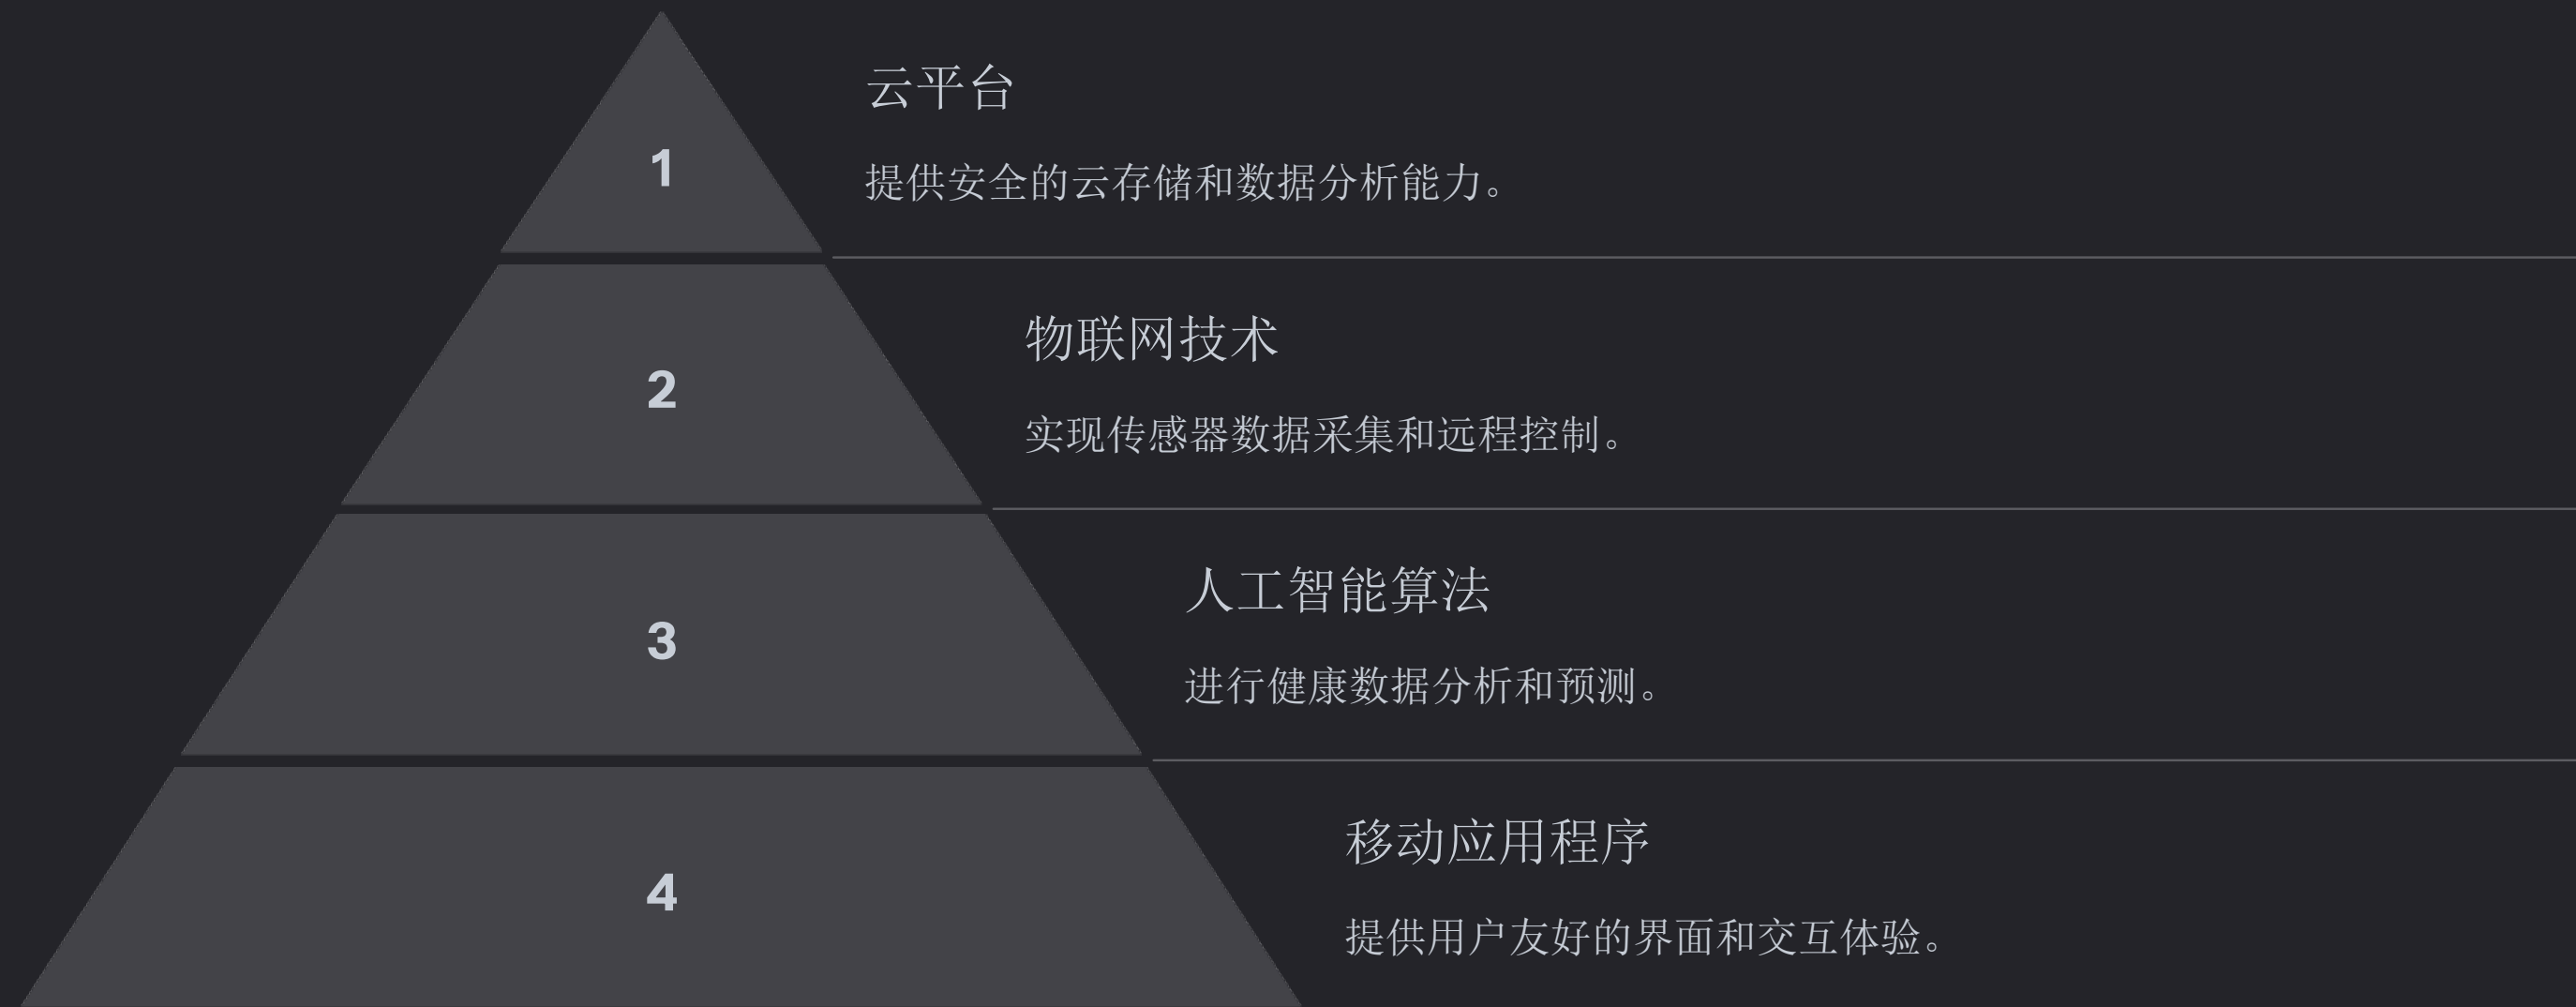 云平台
1
提供安全的云存储和数据分析能力。
物联网技术
2
实现传感器数据采集和远程控制。
人工智能算法
3
进行健康数据分析和预测。
移动应用程序
4
提供用户友好的界面和交互体验。